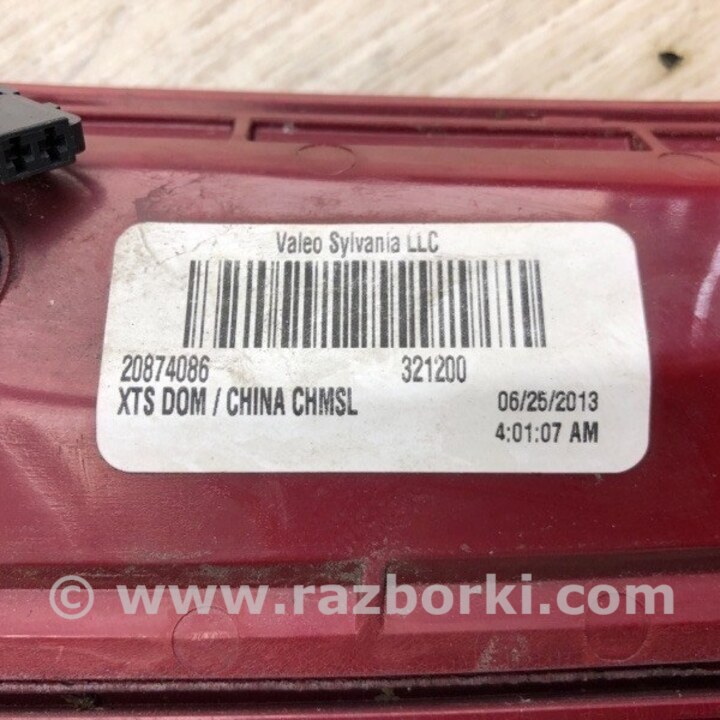 Valeo Sylvania LLC
20874086 321200
XTS DOM / CHINA CHMSL 06/25/2013
4:01:07 AM
© www.razborki.com